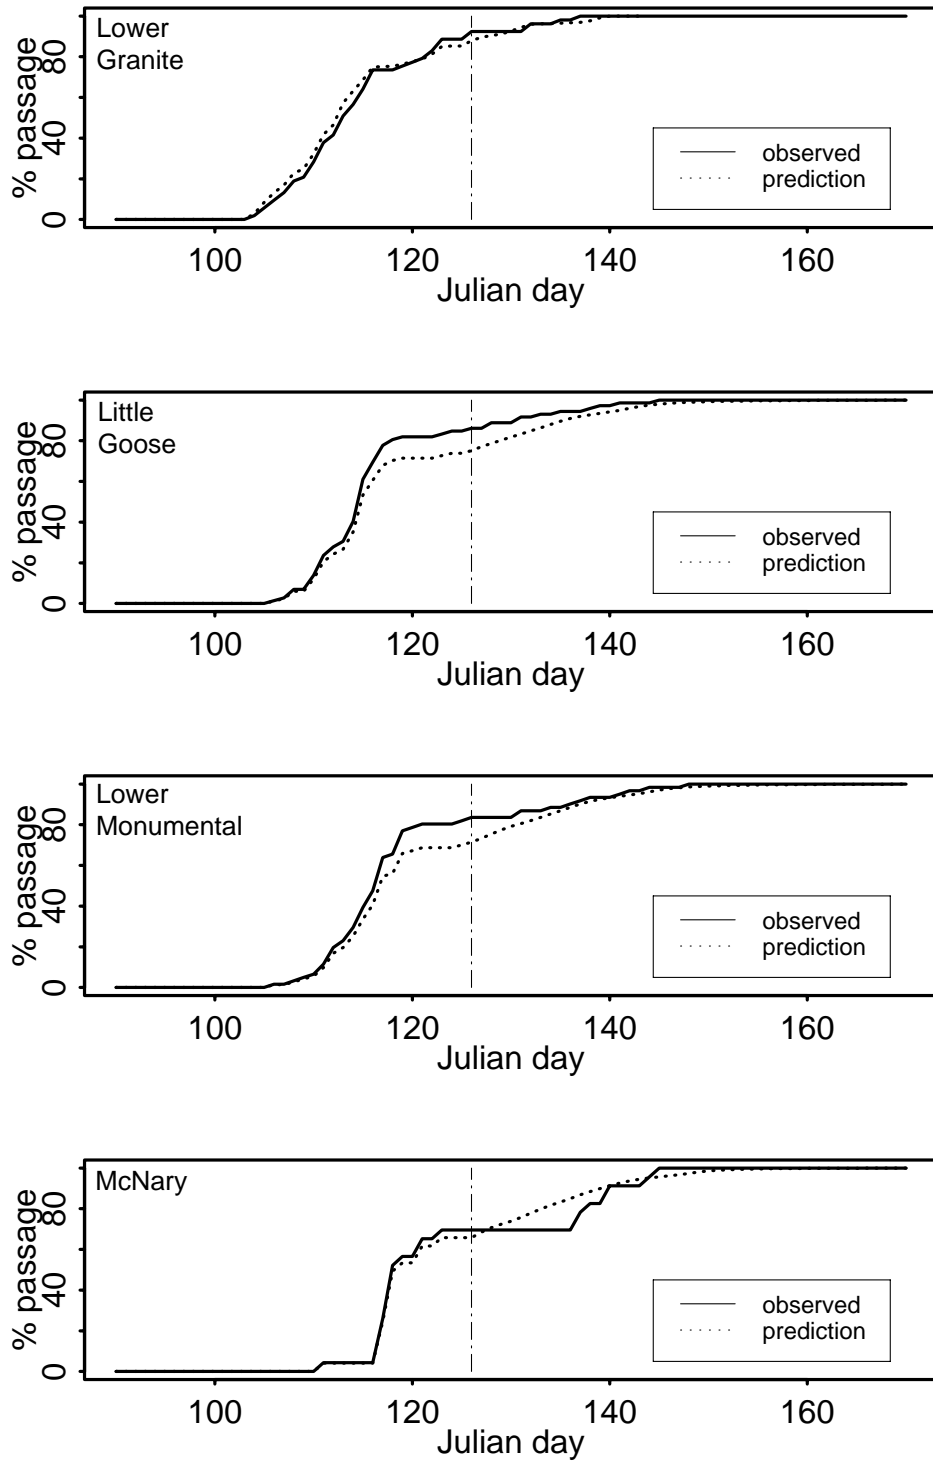 Lower
Granite
% passage
0 40 80
observed
prediction
100 120 140 160
Julian day
Little
Goose
% passage
0 40 80
observed
prediction
100 120 140 160
Julian day
Lower
Monumental
% passage
0 40 80
observed
prediction
100 120 140 160
Julian day
McNary
% passage
0 40 80
observed
prediction
100 120 140 160
Julian day